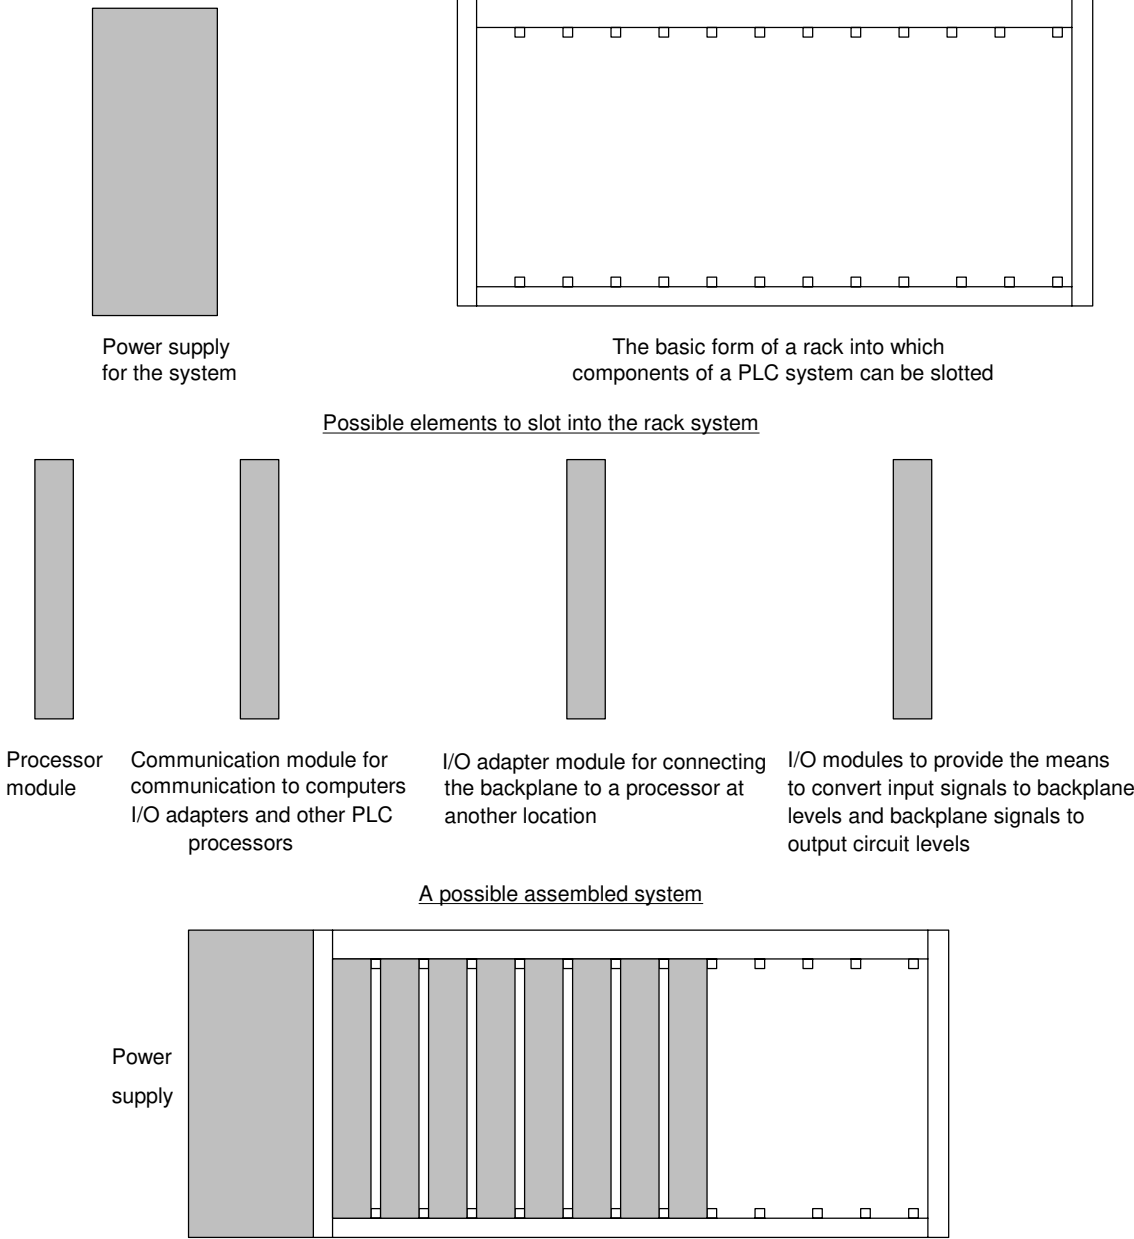 Power supply
for the system
The basic form of a rack into which
components of a PLC system can be slotted
Possible elements to slot into the rack system
Processor
module
Communication module for
communication to computers
I/O adapters and other PLC
processors
I/O adapter module for connecting
the backplane to a processor at
another location
I/O modules to provide the means
to convert input signals to backplane
levels and backplane signals to
output circuit levels
A possible assembled system
Power
supply